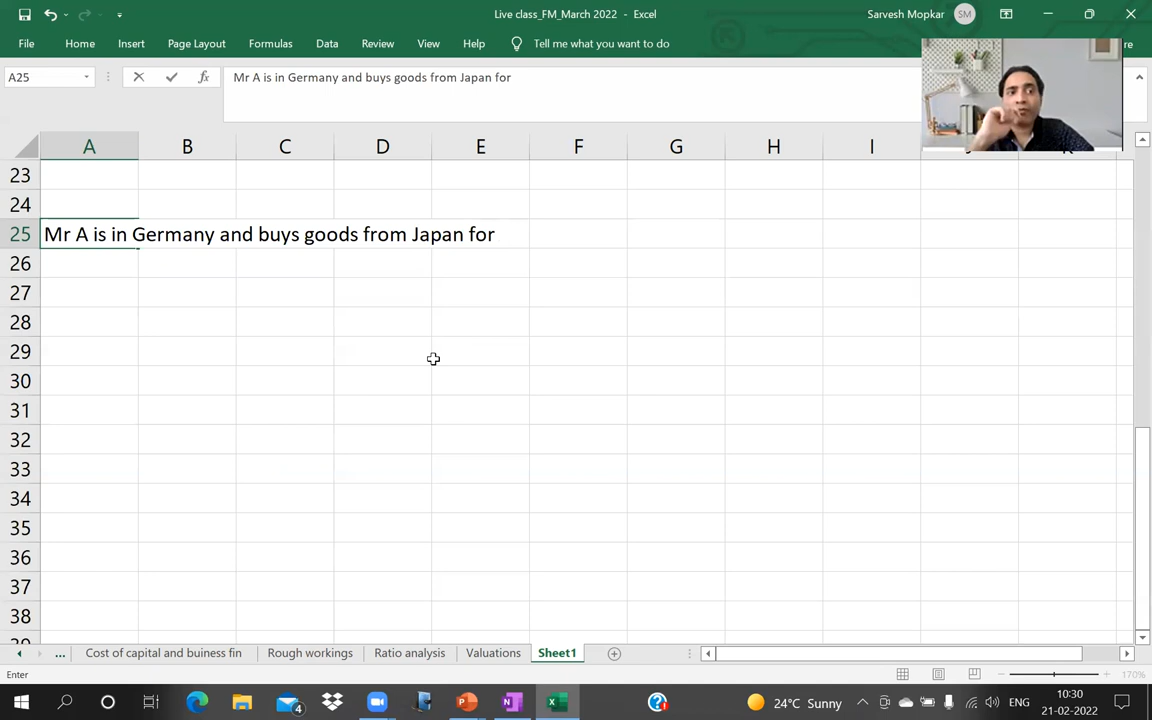 Live class_FM_March 2022 - Excel
Sarvesh Mopkar
SM
File Home Insert Page Layout Formulas Data Review View Help Tell me what you want to do
re
A25
fx
Mr A is in Germany and buys goods from Japan for
A B C D E F G H I
23
24
25 Mr A is in Germany and buys goods from Japan for
26
27
28
29
30
31
32
33
34
35
36
37
38
... Cost of capital and buiness fin Rough workings Ratio analysis Valuations Sheet1
Enter
170%
4
24°C Sunny
ENG
10:30
21-02-2022